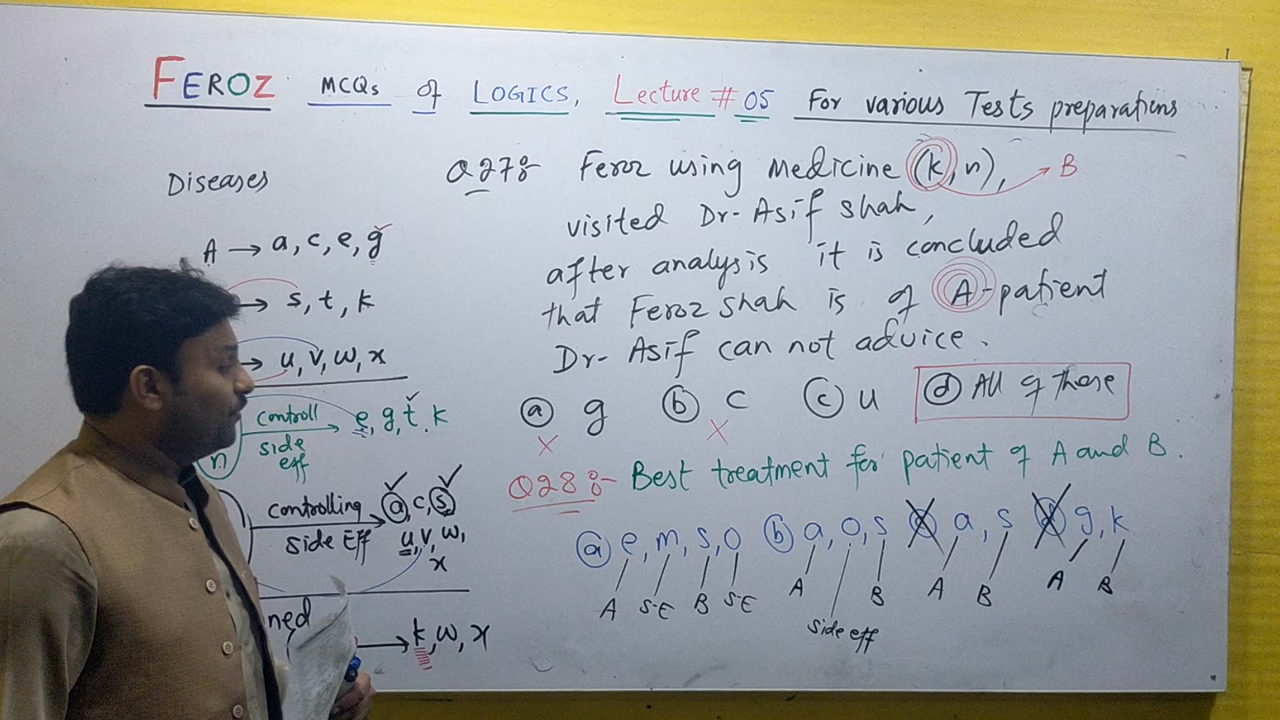 FEROZ MCQs of LOGICS, Lecture # 05 For various Tests preparations
Diseases
A → a, c, e, g
→ s, t, k
→ u, v, w, x
n controll side eff → e, g, t, k
controlling side Eff → a, c, s
u, v, w, x
ned
→ k, w, x
Q27:- Feroz using medicine (k, n), → B
visited Dr-Asif shah,
after analysis it is concluded
that Feroz shah is of A-patient
Dr-Asif can not advice.
(a) g (b) c (c) u (d) All of these
× ×
Q28:- Best treatment for patient of A and B.
(a) e, m, s, o (b) a, o, s a, s g, k
A S-E B S-E A side eff B A B A B